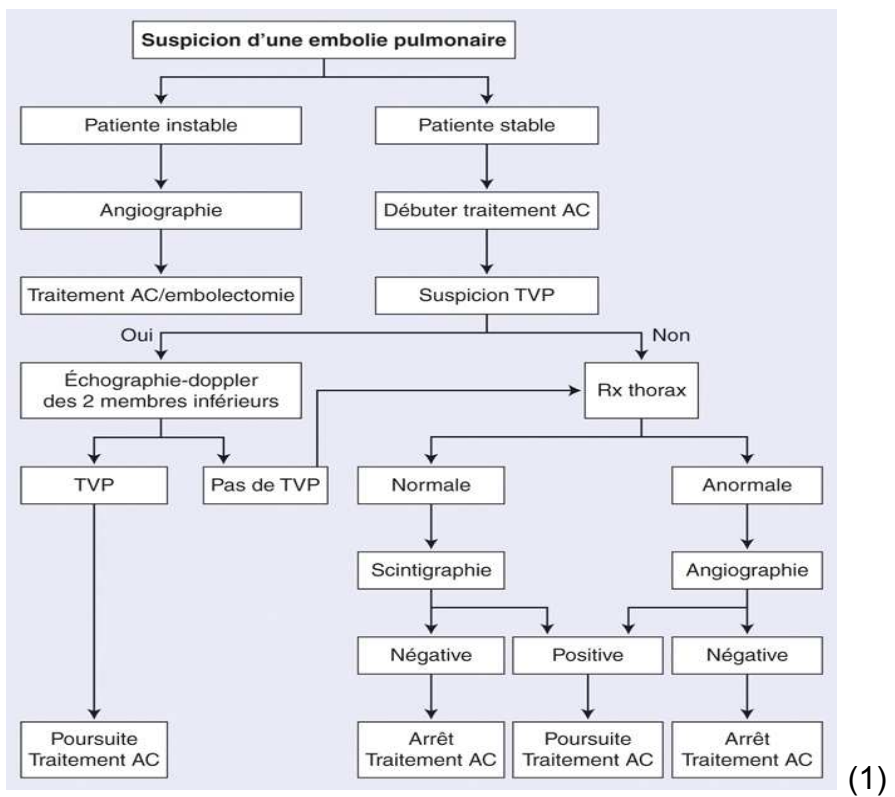 Suspicion d'une embolie pulmonaire
Patiente instable
Patiente stable
Angiographie
Débuter traitement AC
Traitement AC/embolectomie
Suspicion TVP
Oui
Non
Échographie-doppler
des 2 membres inférieurs
Rx thorax
TVP
Pas de TVP
Normale
Anormale
Scintigraphie
Angiographie
Négative
Positive
Négative
Poursuite
Traitement AC
Arrêt
Traitement AC
Poursuite
Traitement AC
Arrêt
Traitement AC
(1)